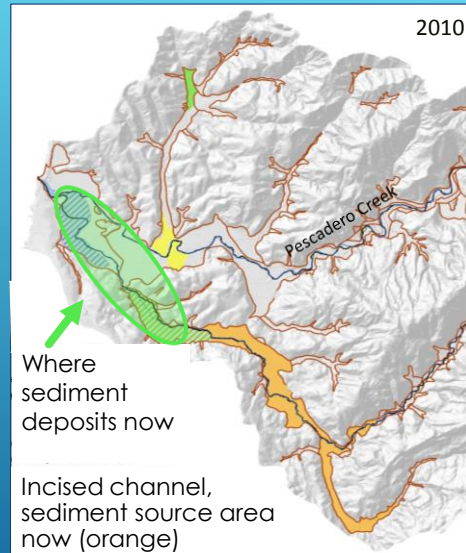 2010
Pescadero Creek
Where
sediment
deposits now
Incised channel,
sediment source area
now (orange)